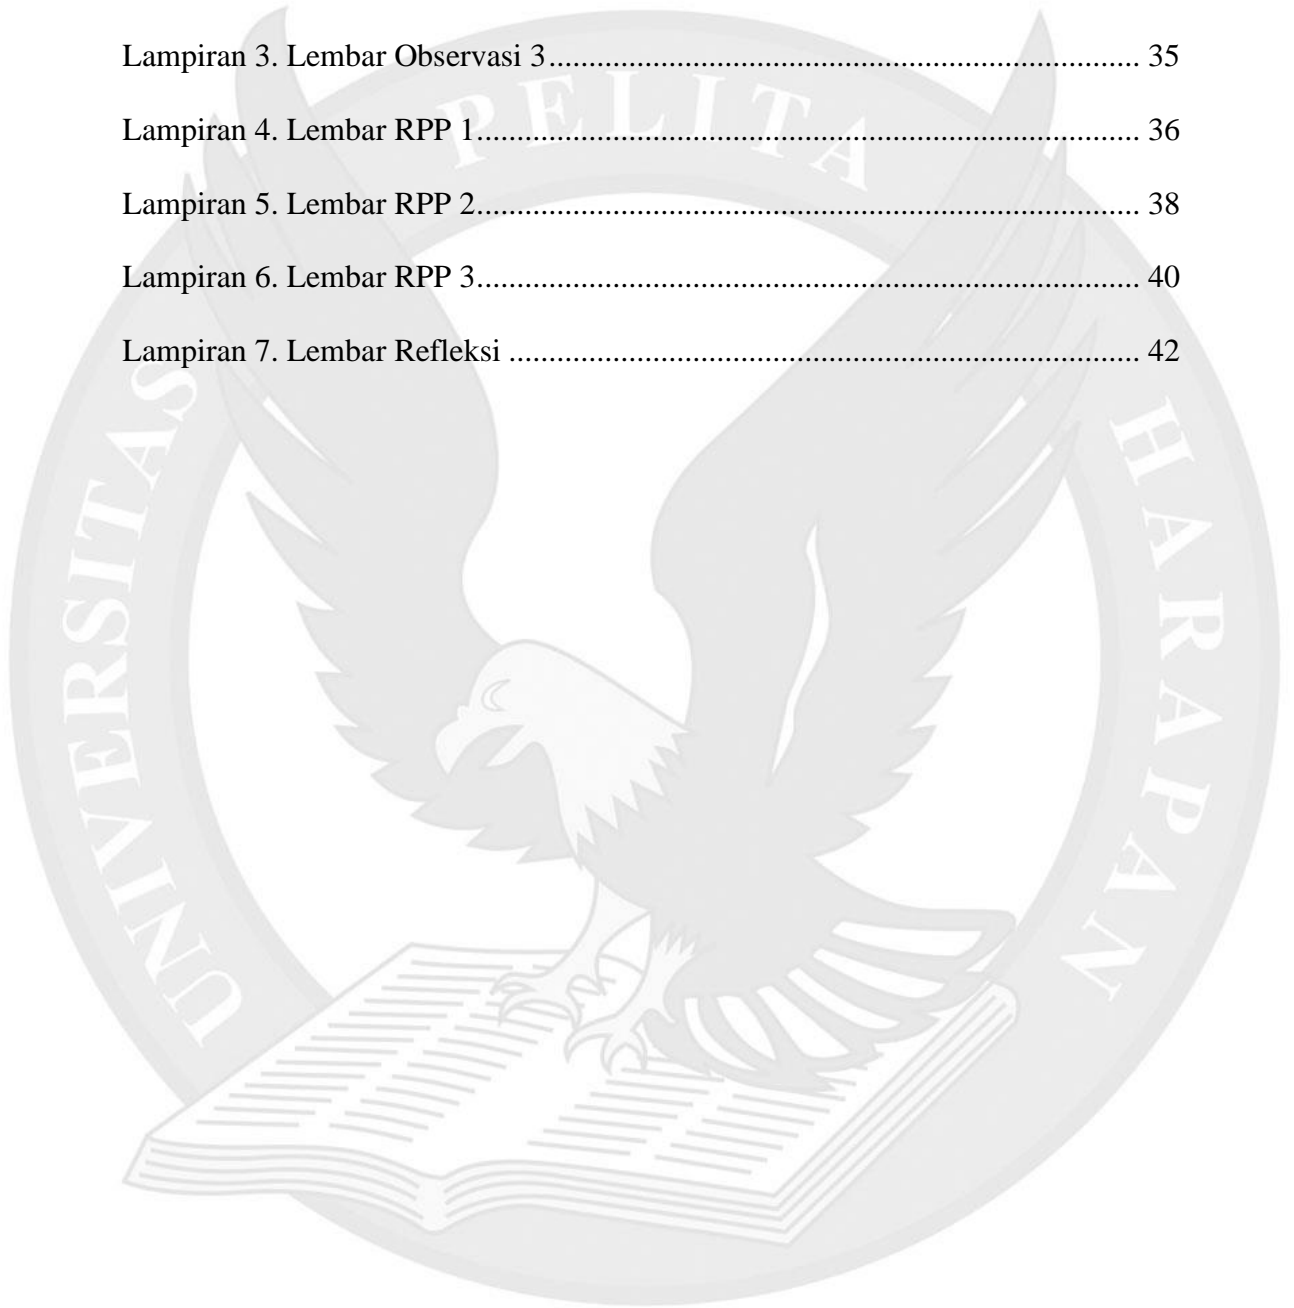 Lampiran 3. Lembar Observasi 3.......................................................................... 35
Lampiran 4. Lembar RPP 1................................................................................... 36
Lampiran 5. Lembar RPP 2................................................................................... 38
Lampiran 6. Lembar RPP 3................................................................................... 40
Lampiran 7. Lembar Refleksi ............................................................................... 42
UNIVERSITAS PELITA HARAPAN